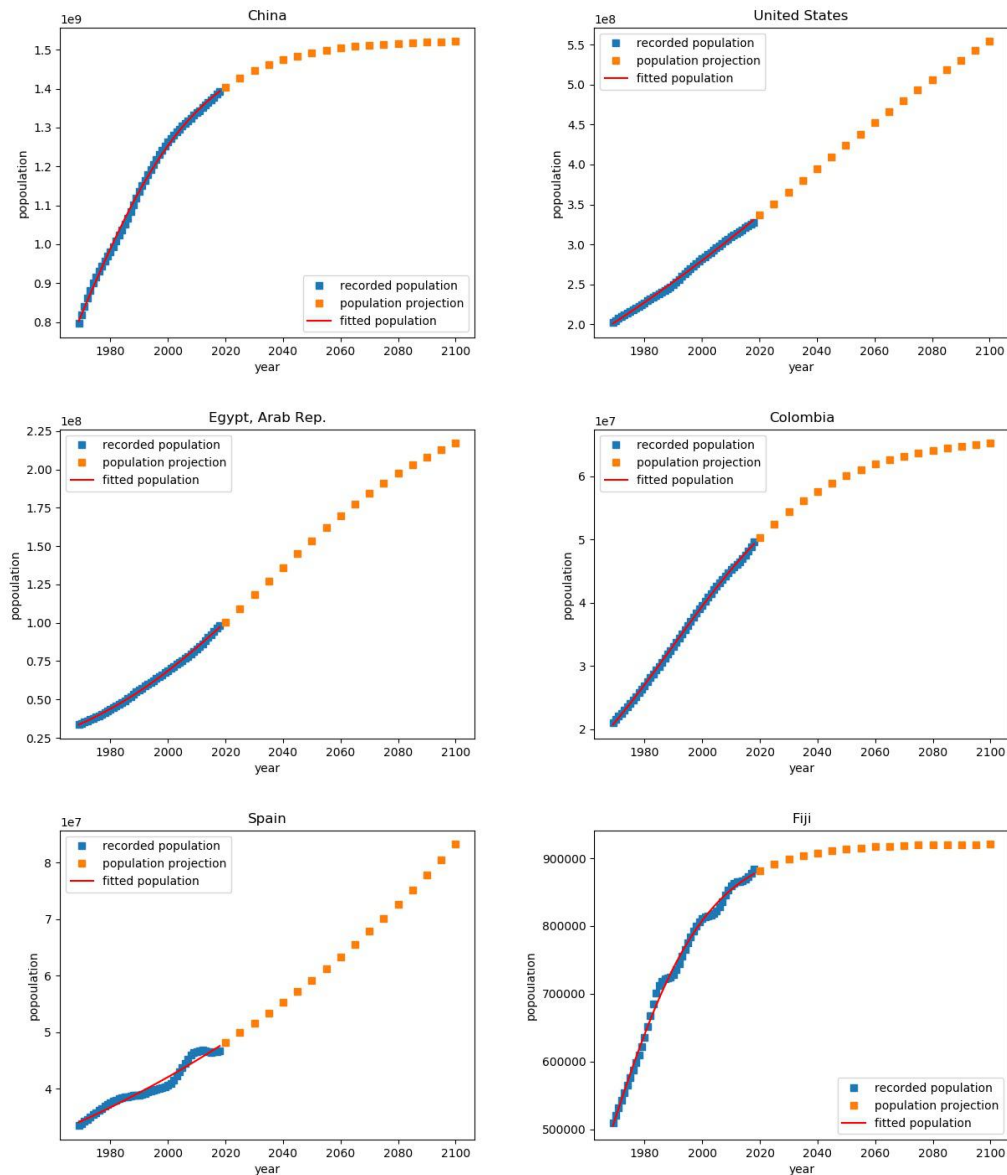 China
1e9
1.5
1.4
1.3
1.2
1.1
1.0
0.9
0.8
popoulation
recorded population
population projection
fitted population
1980 2000 2020 2040 2060 2080 2100
year
United States
1e8
recorded population
population projection
fitted population
5.5
5.0
4.5
4.0
3.5
3.0
2.5
2.0
popoulation
1980 2000 2020 2040 2060 2080 2100
year
Egypt, Arab Rep.
1e8
recorded population
population projection
fitted population
2.25
2.00
1.75
1.50
1.25
1.00
0.75
0.50
0.25
popoulation
1980 2000 2020 2040 2060 2080 2100
year
Colombia
1e7
recorded population
population projection
fitted population
6
5
4
3
2
popoulation
1980 2000 2020 2040 2060 2080 2100
year
Spain
1e7
recorded population
population projection
fitted population
8
7
6
5
4
popoulation
1980 2000 2020 2040 2060 2080 2100
year
Fiji
900000
800000
700000
600000
500000
popoulation
recorded population
population projection
fitted population
1980 2000 2020 2040 2060 2080 2100
year